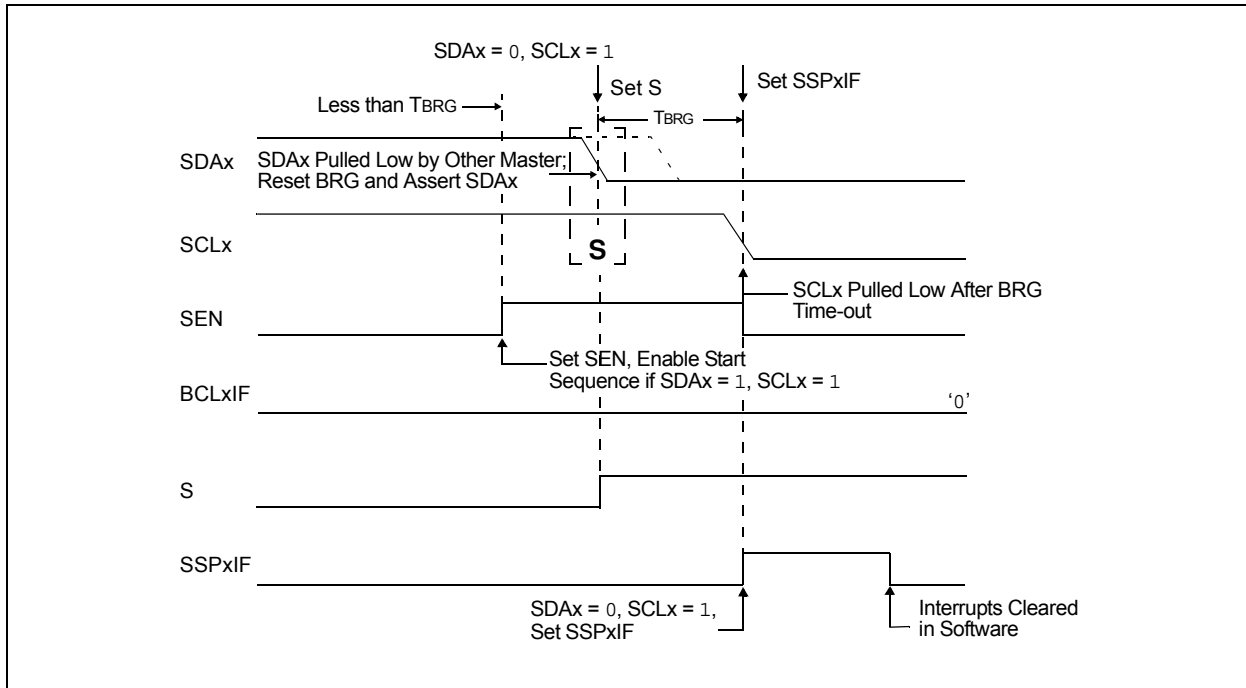 SDAx = 0, SCLx = 1
Set S
Set SSPxIF
Less than TBRG
TBRG
SDAx
SDAx Pulled Low by Other Master;
Reset BRG and Assert SDAx
SCLx
S
SCLx Pulled Low After BRG
Time-out
SEN
Set SEN, Enable Start
Sequence if SDAx = 1, SCLx = 1
BCLxIF
‘0’
S
SSPxIF
SDAx = 0, SCLx = 1,
Set SSPxIF
Interrupts Cleared
in Software